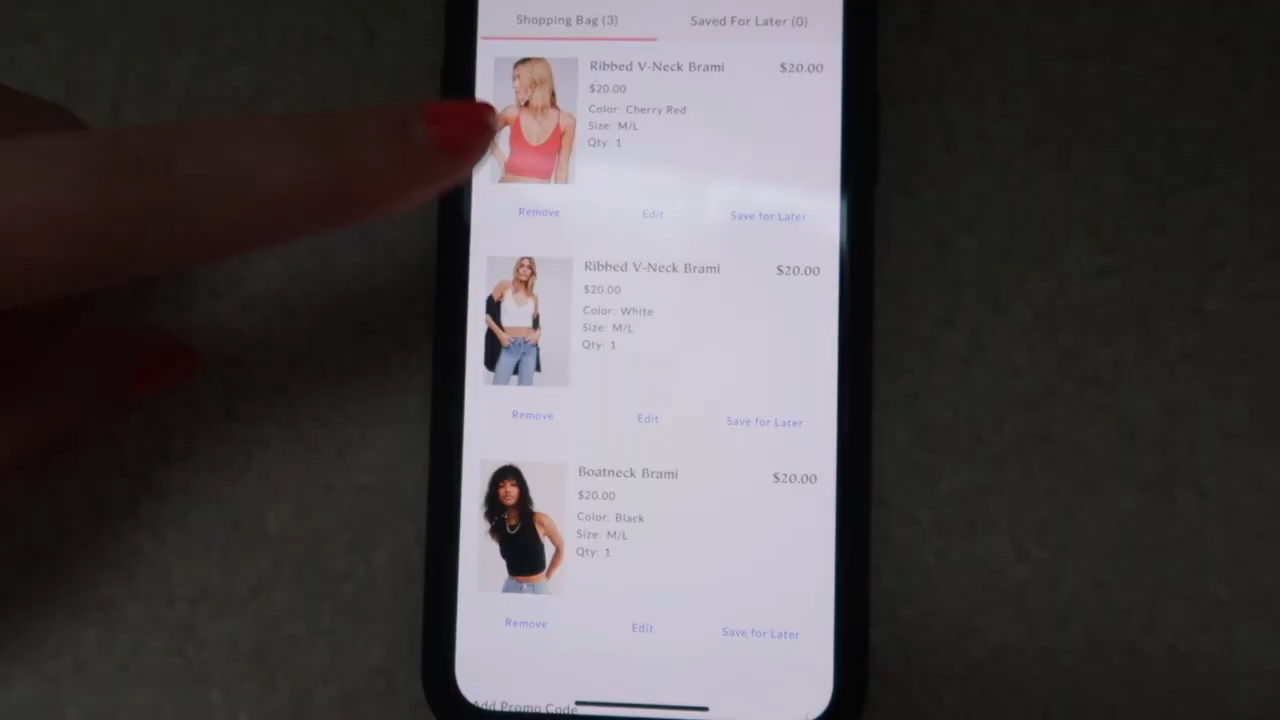 Shopping Bag (3) Saved For Later (0)
Ribbed V-Neck Brami $20.00
$20.00
Color: Cherry Red
Size: M/L
Qty: 1
Remove Edit Save for Later
Ribbed V-Neck Brami $20.00
$20.00
Color: White
Size: M/L
Qty: 1
Remove Edit Save for Later
Boatneck Brami $20.00
$20.00
Color: Black
Size: M/L
Qty: 1
Remove Edit Save for Later
Add Promo Code